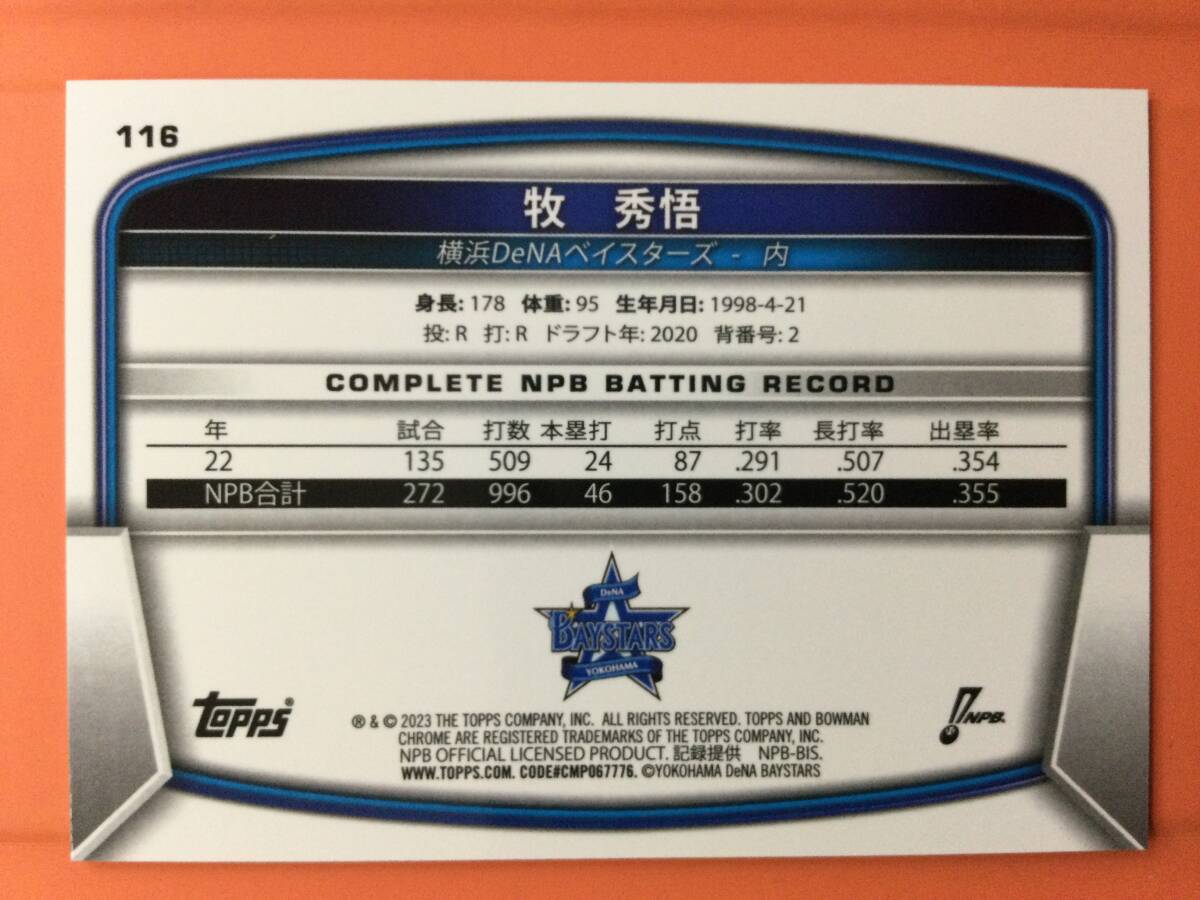 116
牧 秀悟
横浜DeNAベイスターズ - 内
身長: 178 体重: 95 生年月日: 1998-4-21
投: R 打: R ドラフト年: 2020 背番号: 2
COMPLETE NPB BATTING RECORD
年 試合 打数 本塁打 打点 打率 長打率 出塁率
22 135 509 24 87 .291 .507 .354
NPB合計 272 996 46 158 .302 .520 .355
DeNA
BAYSTARS
YOKOHAMA
topps®
® & © 2023 THE TOPPS COMPANY, INC. ALL RIGHTS RESERVED. TOPPS AND BOWMAN
CHROME ARE REGISTERED TRADEMARKS OF THE TOPPS COMPANY, INC.
NPB OFFICIAL LICENSED PRODUCT. 記録提供 NPB-BIS.
WWW.TOPPS.COM. CODE#CMP067776. ©YOKOHAMA DeNA BAYSTARS
NPB